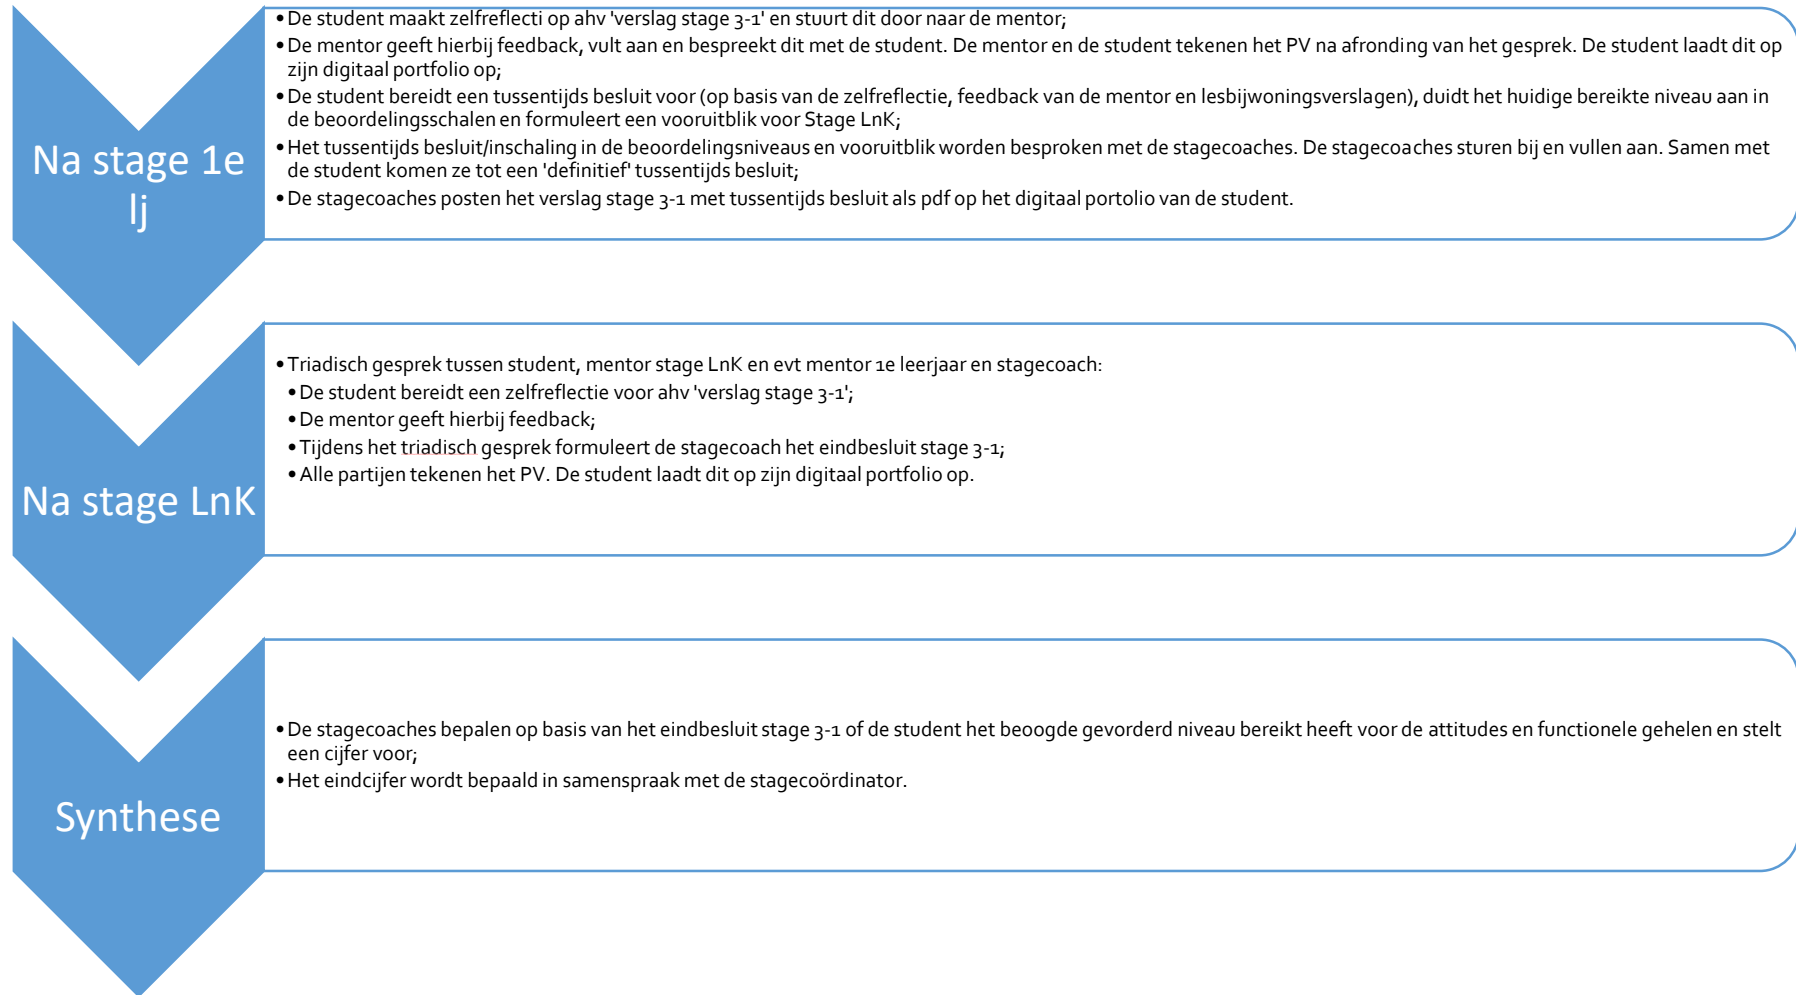 Na stage 1e
lj
•De student maakt zelfreflecti op ahv 'verslag stage 3-1' en stuurt dit door naar de mentor;
•De mentor geeft hierbij feedback, vult aan en bespreekt dit met de student. De mentor en de student tekenen het PV na afronding van het gesprek. De student laadt dit op
zijn digitaal portfolio op;
•De student bereidt een tussentijds besluit voor (op basis van de zelfreflectie, feedback van de mentor en lesbijwoningsverslagen), duidt het huidige bereikte niveau aan in
de beoordelingsschalen en formuleert een vooruitblik voor Stage LnK;
•Het tussentijds besluit/inschaling in de beoordelingsniveaus en vooruitblik worden besproken met de stagecoaches. De stagecoaches sturen bij en vullen aan. Samen met
de student komen ze tot een 'definitief' tussentijds besluit;
•De stagecoaches posten het verslag stage 3-1 met tussentijds besluit als pdf op het digitaal portolio van de student.
Na stage LnK
•Triadisch gesprek tussen student, mentor stage LnK en evt mentor 1e leerjaar en stagecoach:
•De student bereidt een zelfreflectie voor ahv 'verslag stage 3-1';
•De mentor geeft hierbij feedback;
•Tijdens het triadisch gesprek formuleert de stagecoach het eindbesluit stage 3-1;
•Alle partijen tekenen het PV. De student laadt dit op zijn digitaal portfolio op.
Synthese
•De stagecoaches bepalen op basis van het eindbesluit stage 3-1 of de student het beoogde gevorderd niveau bereikt heeft voor de attitudes en functionele gehelen en stelt
een cijfer voor;
•Het eindcijfer wordt bepaald in samenspraak met de stagecoördinator.